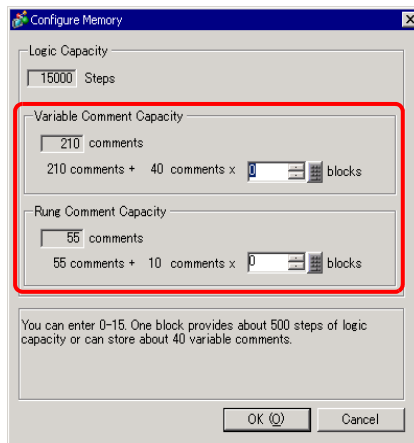 Configure Memory
Logic Capacity
15000 Steps
Variable Comment Capacity
210 comments
210 comments + 40 comments x 0 blocks
Rung Comment Capacity
55 comments
55 comments + 10 comments x 0 blocks
You can enter 0-15. One block provides about 500 steps of logic
capacity or can store about 40 variable comments.
OK (O) Cancel